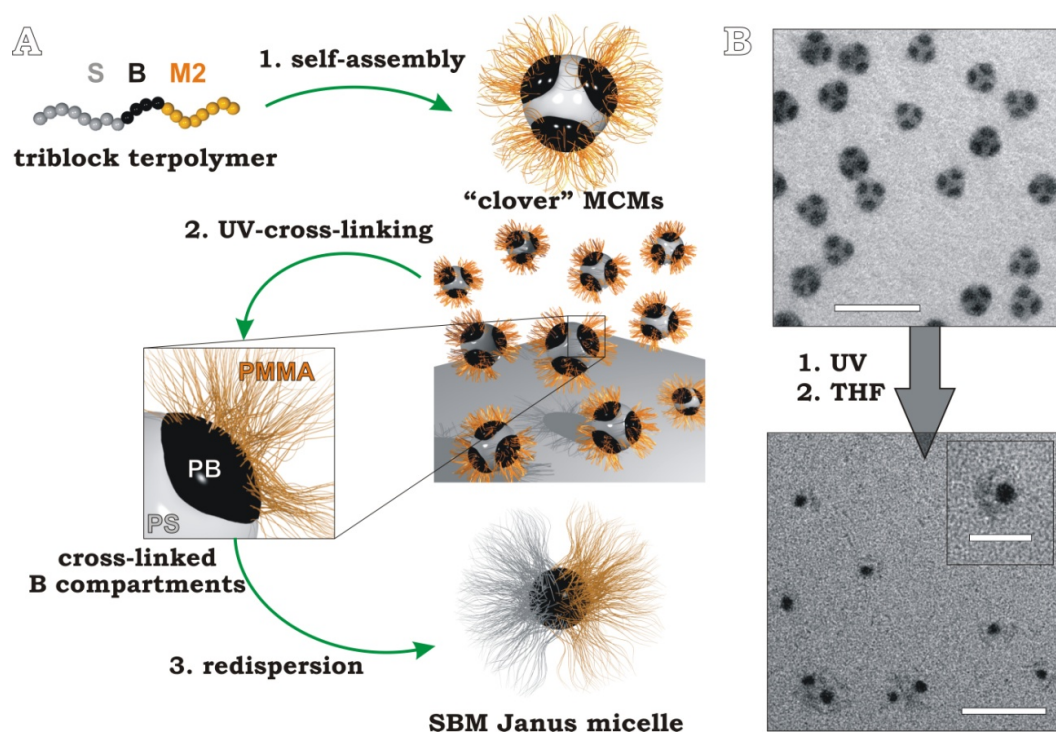 A
S B M2
triblock terpolymer
1. self-assembly
“clover” MCMs
2. UV-cross-linking
PMMA
PB
PS
cross-linked
B compartments
3. redispersion
SBM Janus micelle
B
1. UV
2. THF